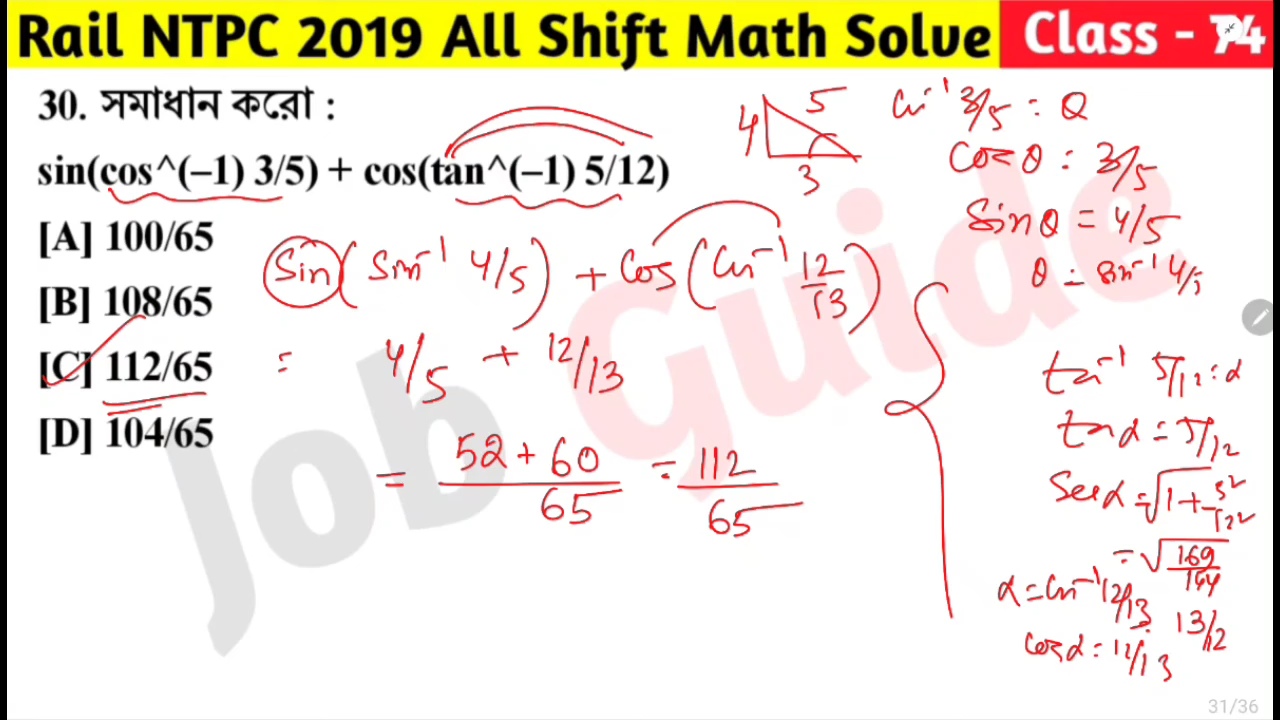 Rail NTPC 2019 All Shift Math Solve
Class - 74
30. সমাধান করো :
sin(cos^(–1) 3/5) + cos(tan^(–1) 5/12)
[A] 100/65
[B] 108/65
[C] 112/65
[D] 104/65
sin(sin⁻¹ 4/5) + cos(cos⁻¹ 12/13)
= 4/5 + 12/13
= 52 + 60/65 = 112/65
4 5 3
cos⁻¹ 3/5 = θ
cos θ = 3/5
sin θ = 4/5
θ = sin⁻¹ 4/5
tan⁻¹ 5/12 = α
tan α = 5/12
sec α = √1 + 5²/12²
= √169/144
13/12
α = cos⁻¹ 12/13
cos α = 12/13
Job Guide
31/36